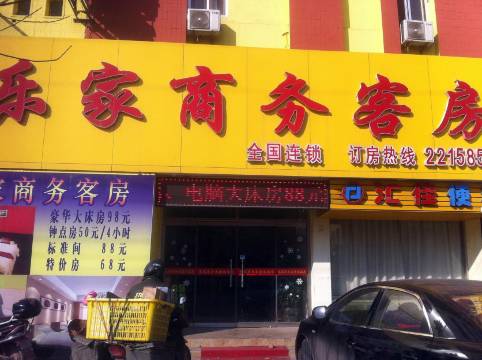 乐家商务客房
全国连锁 订房热线 221585
家商务客房
豪华大床房98元
钟点房50元/4小时
标准间 88元
特价房 68元
电脑大床房88元
汇住便